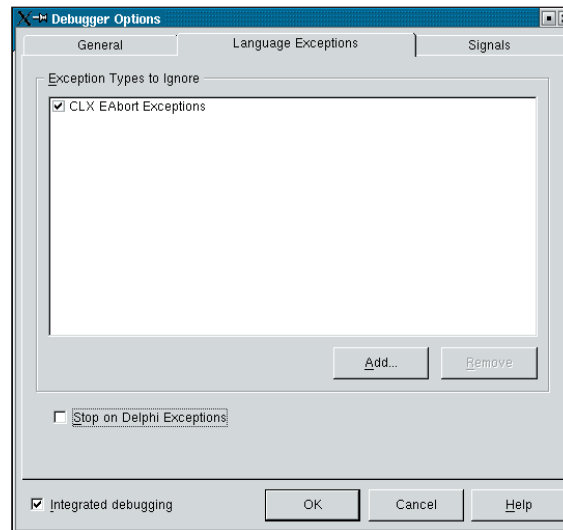 Debugger Options
General
Language Exceptions
Signals
Exception Types to Ignore
CLX EAbort Exceptions
Add...
Remove
Stop on Delphi Exceptions
Integrated debugging
OK
Cancel
Help